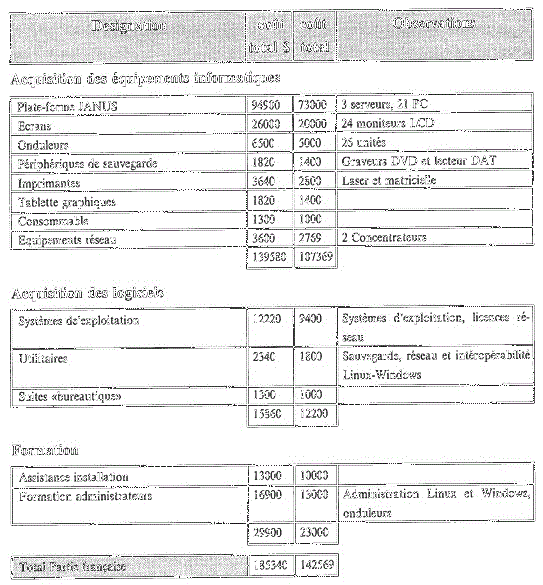 Designation coût coût Observations
total $ total
Acquisition des équipements informatiques
Plate-forme JANUS 94900 73000 3 serveurs, 21 PC
Ecrans 26000 20000 24 moniteurs LCD
Onduleurs 6500 5000 25 unités
Périphériques de sauvegarde 1820 1400 Graveurs DVD et lecteur DAT
Imprimantes 3640 2800 Laser et matricielle
Tablette graphiques 1820 1400
Consommable 1300 1000
Equipements réseau 3600 2769 2 Concentrateurs
139580 107369
Acquisition des logiciels
Systèmes de'exploitation 12220 9400 Systèmes d'exploitation, licences ré-
seau
Utilitaires 2340 1800 Sauvegarde, réseau et intéropérabilité
Linux-Windows
Suites «bureautique» 1300 1000
15860 12200
Formation
Assistance installation 13000 10000
Formation administrateurs 16900 13000 Administration Linux et Windows,
onduleurs
29900 23000
Total Partie française 185340 142569